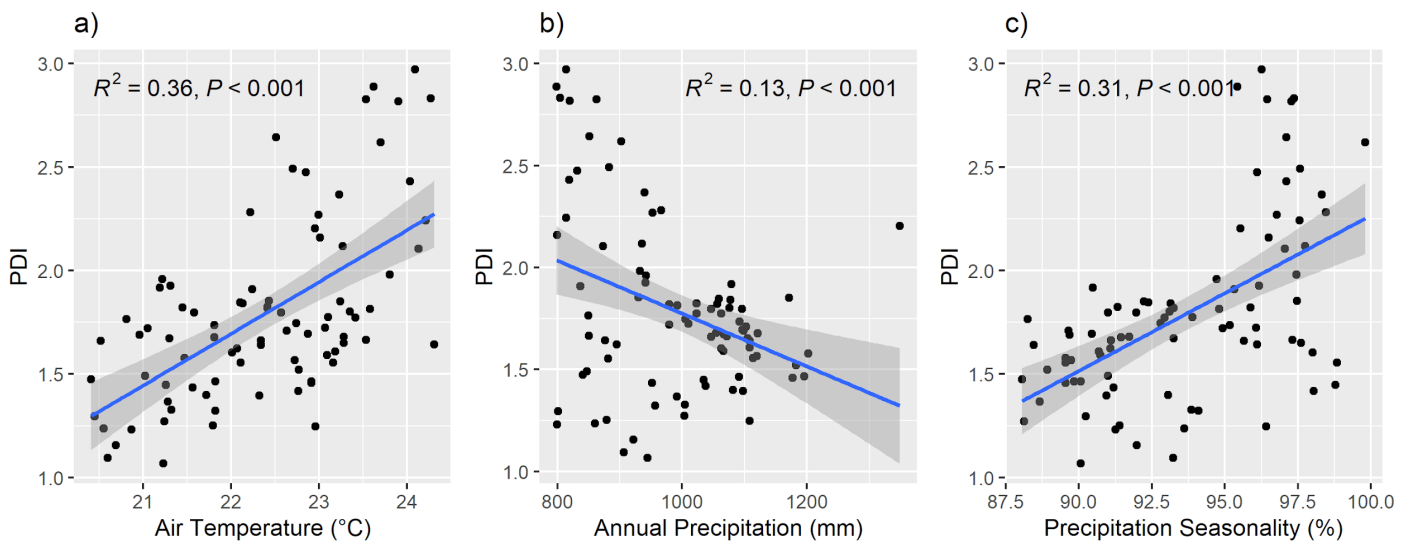 a)
R² = 0.36, P < 0.001
3.0
2.5
2.0
1.5
1.0
PDI
21 22 23 24
Air Temperature (°C)
b)
R² = 0.13, P < 0.001
3.0
2.5
2.0
1.5
1.0
PDI
800 1000 1200
Annual Precipitation (mm)
c)
R² = 0.31, P < 0.001
3.0
2.5
2.0
1.5
1.0
PDI
87.5 90.0 92.5 95.0 97.5 100.0
Precipitation Seasonality (%)